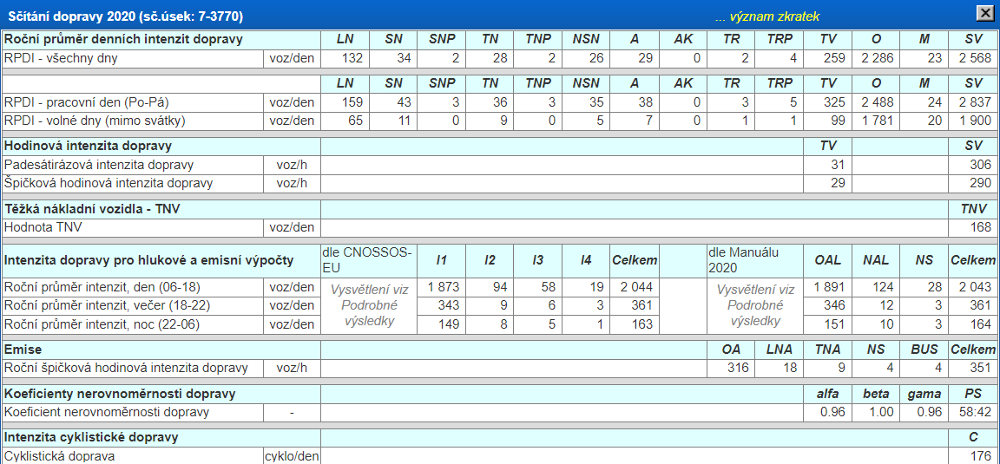 Sčítání dopravy 2020 (sč.úsek: 7-3770) ... význam zkratek
Roční průměr denních intenzit dopravy LN SN SNP TN TNP NSN A AK TR TRP TV O M SV
RPDI - všechny dny voz/den 132 34 2 28 2 26 29 0 2 4 259 2 286 23 2 568
LN SN SNP TN TNP NSN A AK TR TRP TV O M SV
RPDI - pracovní den (Po-Pá) voz/den 159 43 3 36 3 35 38 0 3 5 325 2 488 24 2 837
RPDI - volné dny (mimo svátky) voz/den 65 11 0 9 0 5 7 0 1 1 99 1 781 20 1 900
Hodinová intenzita dopravy TV SV
Padesátirázová intenzita dopravy voz/h 31 306
Špičková hodinová intenzita dopravy voz/h 29 290
Těžká nákladní vozidla - TNV TNV
Hodnota TNV voz/den 168
Intenzita dopravy pro hlukové a emisní výpočty dle CNOSSOS-EU I1 I2 I3 I4 Celkem dle Manuálu 2020 OAL NAL NS Celkem
Roční průměr intenzit, den (06-18) voz/den Vysvětlení viz 1 873 94 58 19 2 044 Vysvětlení viz 1 891 124 28 2 043
Roční průměr intenzit, večer (18-22) voz/den Podrobné 343 9 6 3 361 Podrobné 346 12 3 361
Roční průměr intenzit, noc (22-06) voz/den výsledky 149 8 5 1 163 výsledky 151 10 3 164
Emise OA LNA TNA NS BUS Celkem
Roční špičková hodinová intenzita dopravy voz/h 316 18 9 4 4 351
Koeficienty nerovnoměrnosti dopravy alfa beta gama PS
Koeficient nerovnoměrnosti dopravy - 0.96 1.00 0.96 58:42
Intenzita cyklistické dopravy C
Cyklistická doprava cyklo/den 176